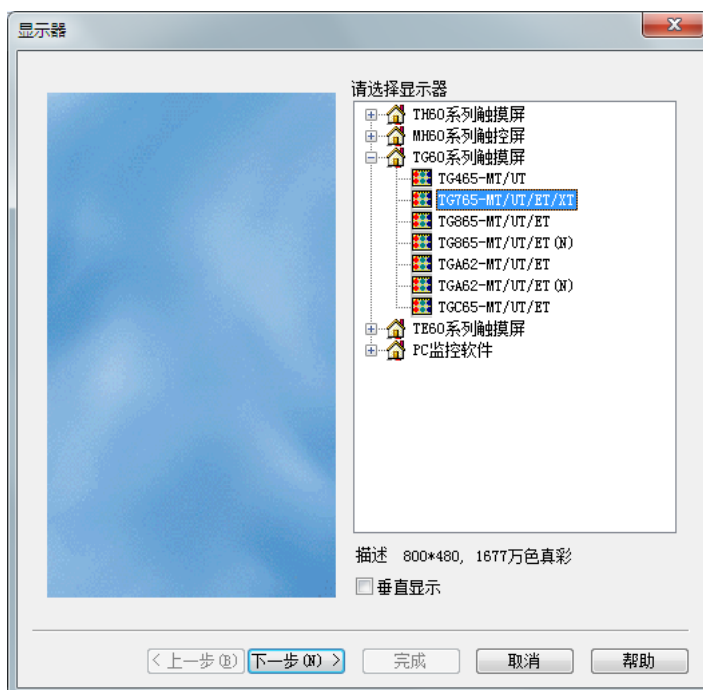 显示器
请选择显示器
TH60系列触摸屏
MH60系列触控屏
TG60系列触摸屏
TG465-MT/UT
TG765-MT/UT/ET/XT
TG865-MT/UT/ET
TG865-MT/UT/ET(N)
TGA62-MT/UT/ET
TGA62-MT/UT/ET(N)
TGC65-MT/UT/ET
TE60系列触摸屏
PC监控软件
描述 800*480, 1677万色真彩
垂直显示
< 上一步(B) 下一步(N) > 完成 取消 帮助